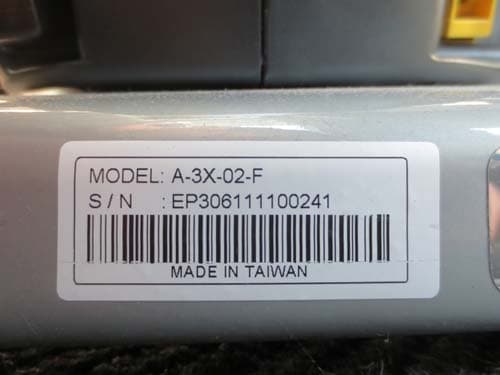 MODEL: A-3X-02-F
S / N : EP306111100241
MADE IN TAIWAN